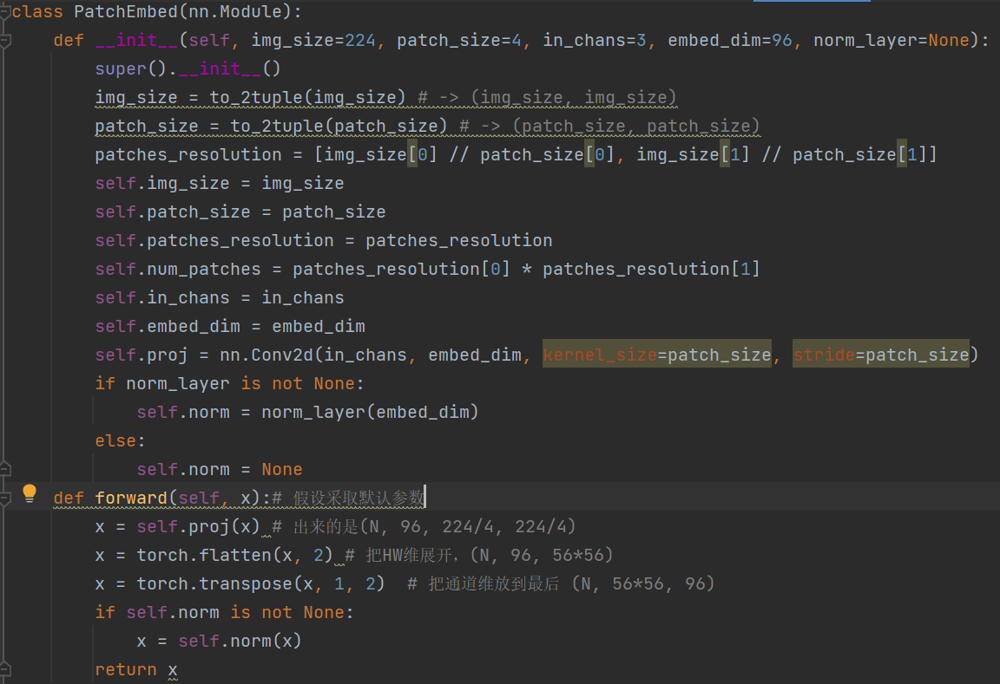 class PatchEmbed(nn.Module):
    def __init__(self, img_size=224, patch_size=4, in_chans=3, embed_dim=96, norm_layer=None):
        super().__init__()
        img_size = to_2tuple(img_size) # -> (img_size, img_size)
        patch_size = to_2tuple(patch_size) # -> (patch_size, patch_size)
        patches_resolution = [img_size[0] // patch_size[0], img_size[1] // patch_size[1]]
        self.img_size = img_size
        self.patch_size = patch_size
        self.patches_resolution = patches_resolution
        self.num_patches = patches_resolution[0] * patches_resolution[1]
        self.in_chans = in_chans
        self.embed_dim = embed_dim
        self.proj = nn.Conv2d(in_chans, embed_dim, kernel_size=patch_size, stride=patch_size)
        if norm_layer is not None:
            self.norm = norm_layer(embed_dim)
        else:
            self.norm = None
    def forward(self, x):# 假设采取默认参数
        x = self.proj(x) # 出来的是(N, 96, 224/4, 224/4)
        x = torch.flatten(x, 2) # 把HW维展开，(N, 96, 56*56)
        x = torch.transpose(x, 1, 2)  # 把通道维放到最后 (N, 56*56, 96)
        if self.norm is not None:
            x = self.norm(x)
        return x